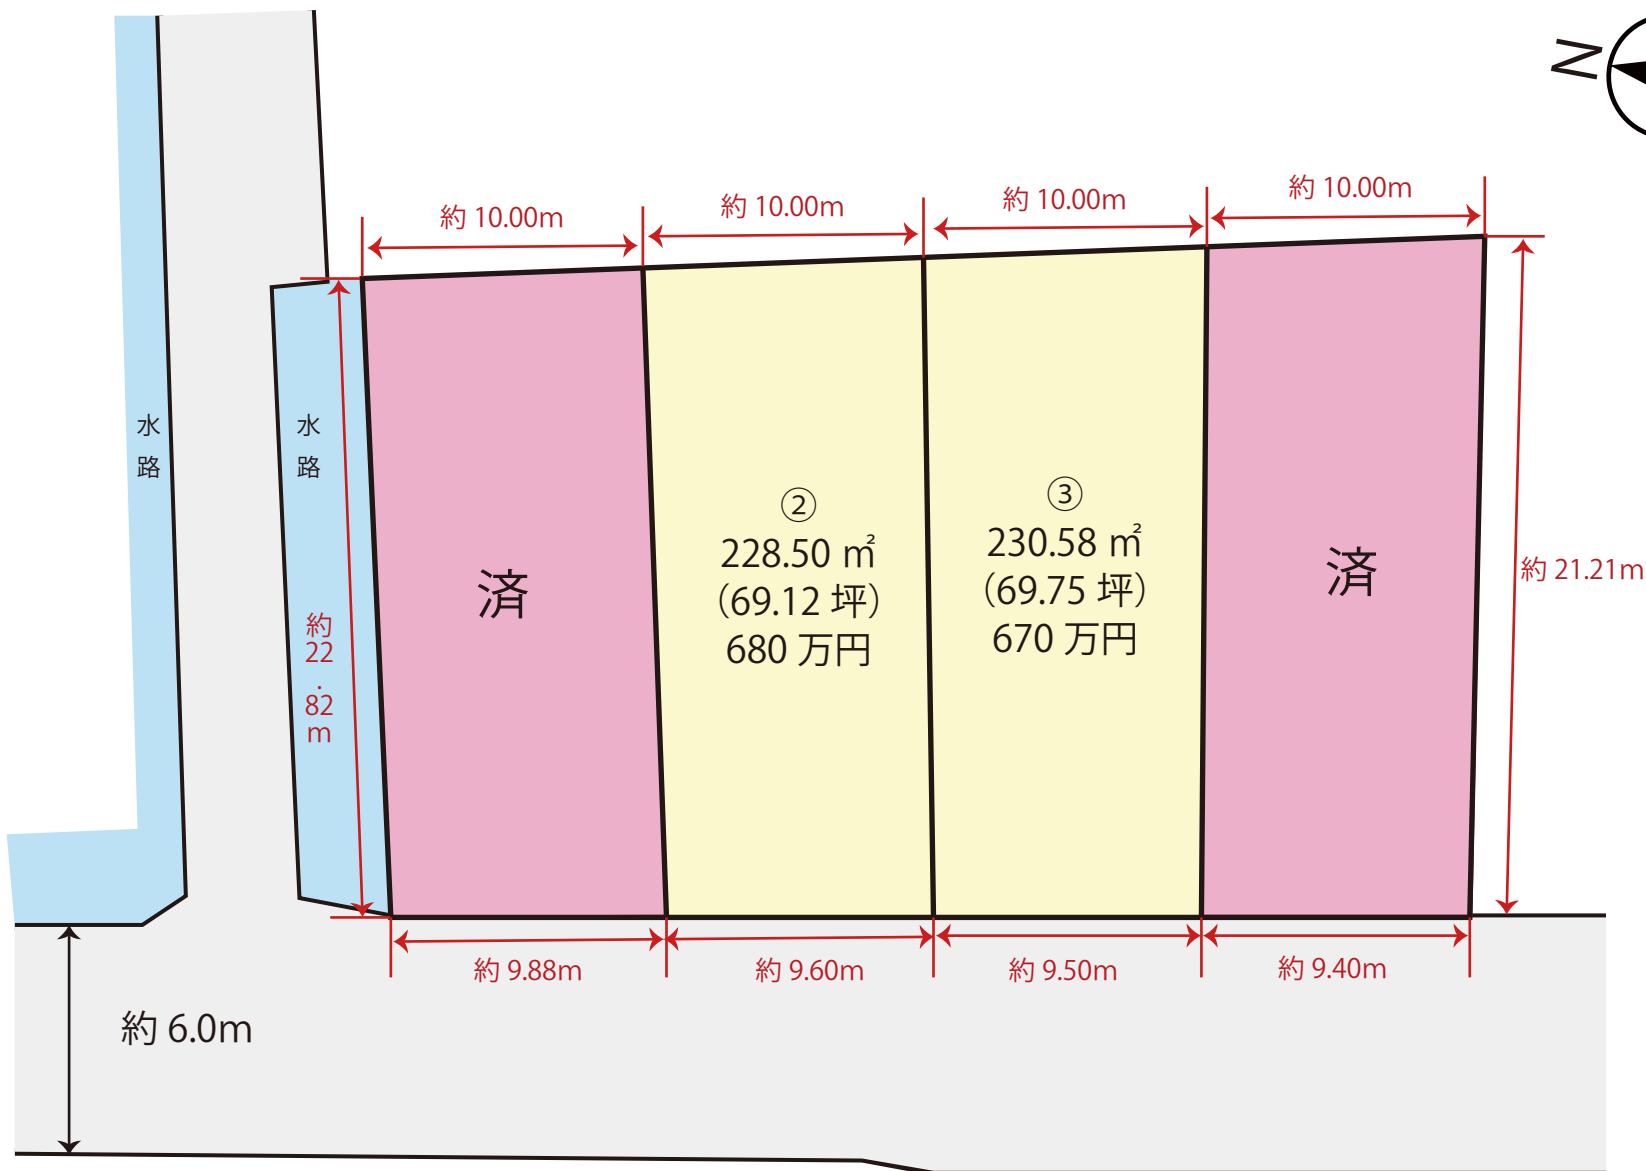 N
約 10.00m
約 10.00m
約 10.00m
約 10.00m
水路
水路
約22.82m
済
②
228.50 ㎡
(69.12 坪)
680 万円
③
230.58 ㎡
(69.75 坪)
670 万円
済
約 21.21m
約 9.88m
約 9.60m
約 9.50m
約 9.40m
約 6.0m